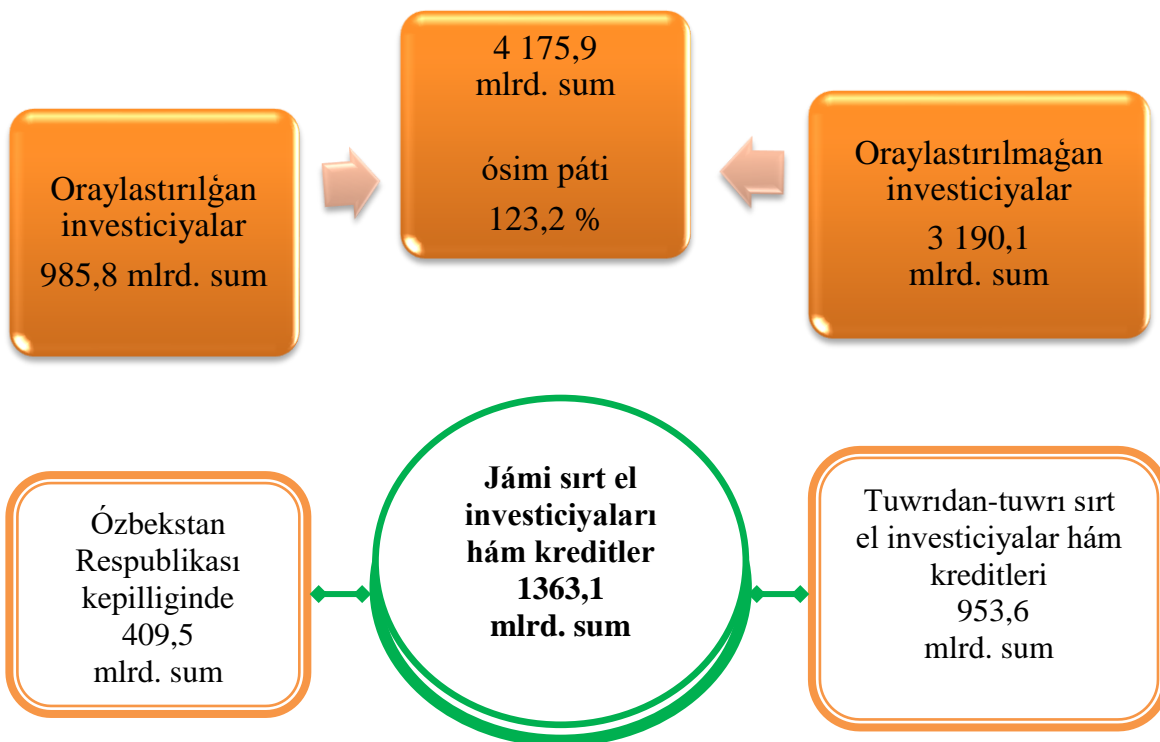 Oraylastırılǵan
investiciyalar
985,8 mlrd. sum
4 175,9
mlrd. sum
ósim páti
123,2 %
Oraylastırılmaǵan
investiciyalar
3 190,1
mlrd. sum
Ózbekstan
Respublikası
kepilliginde
409,5
mlrd. sum
Jámi sırt el
investiciyaları
hám kreditler
1363,1
mlrd. sum
Tuwrıdan-tuwrı sırt
el investiciyalar hám
kreditleri
953,6
mlrd. sum